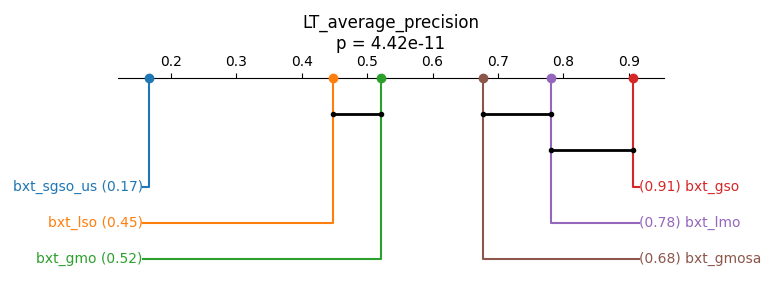 LT_average_precision
p = 4.42e-11
0.2 0.3 0.4 0.5 0.6 0.7 0.8 0.9
bxt_sgso_us (0.17) (0.91) bxt_gso
bxt_lso (0.45) (0.78) bxt_lmo
bxt_gmo (0.52) (0.68) bxt_gmosa